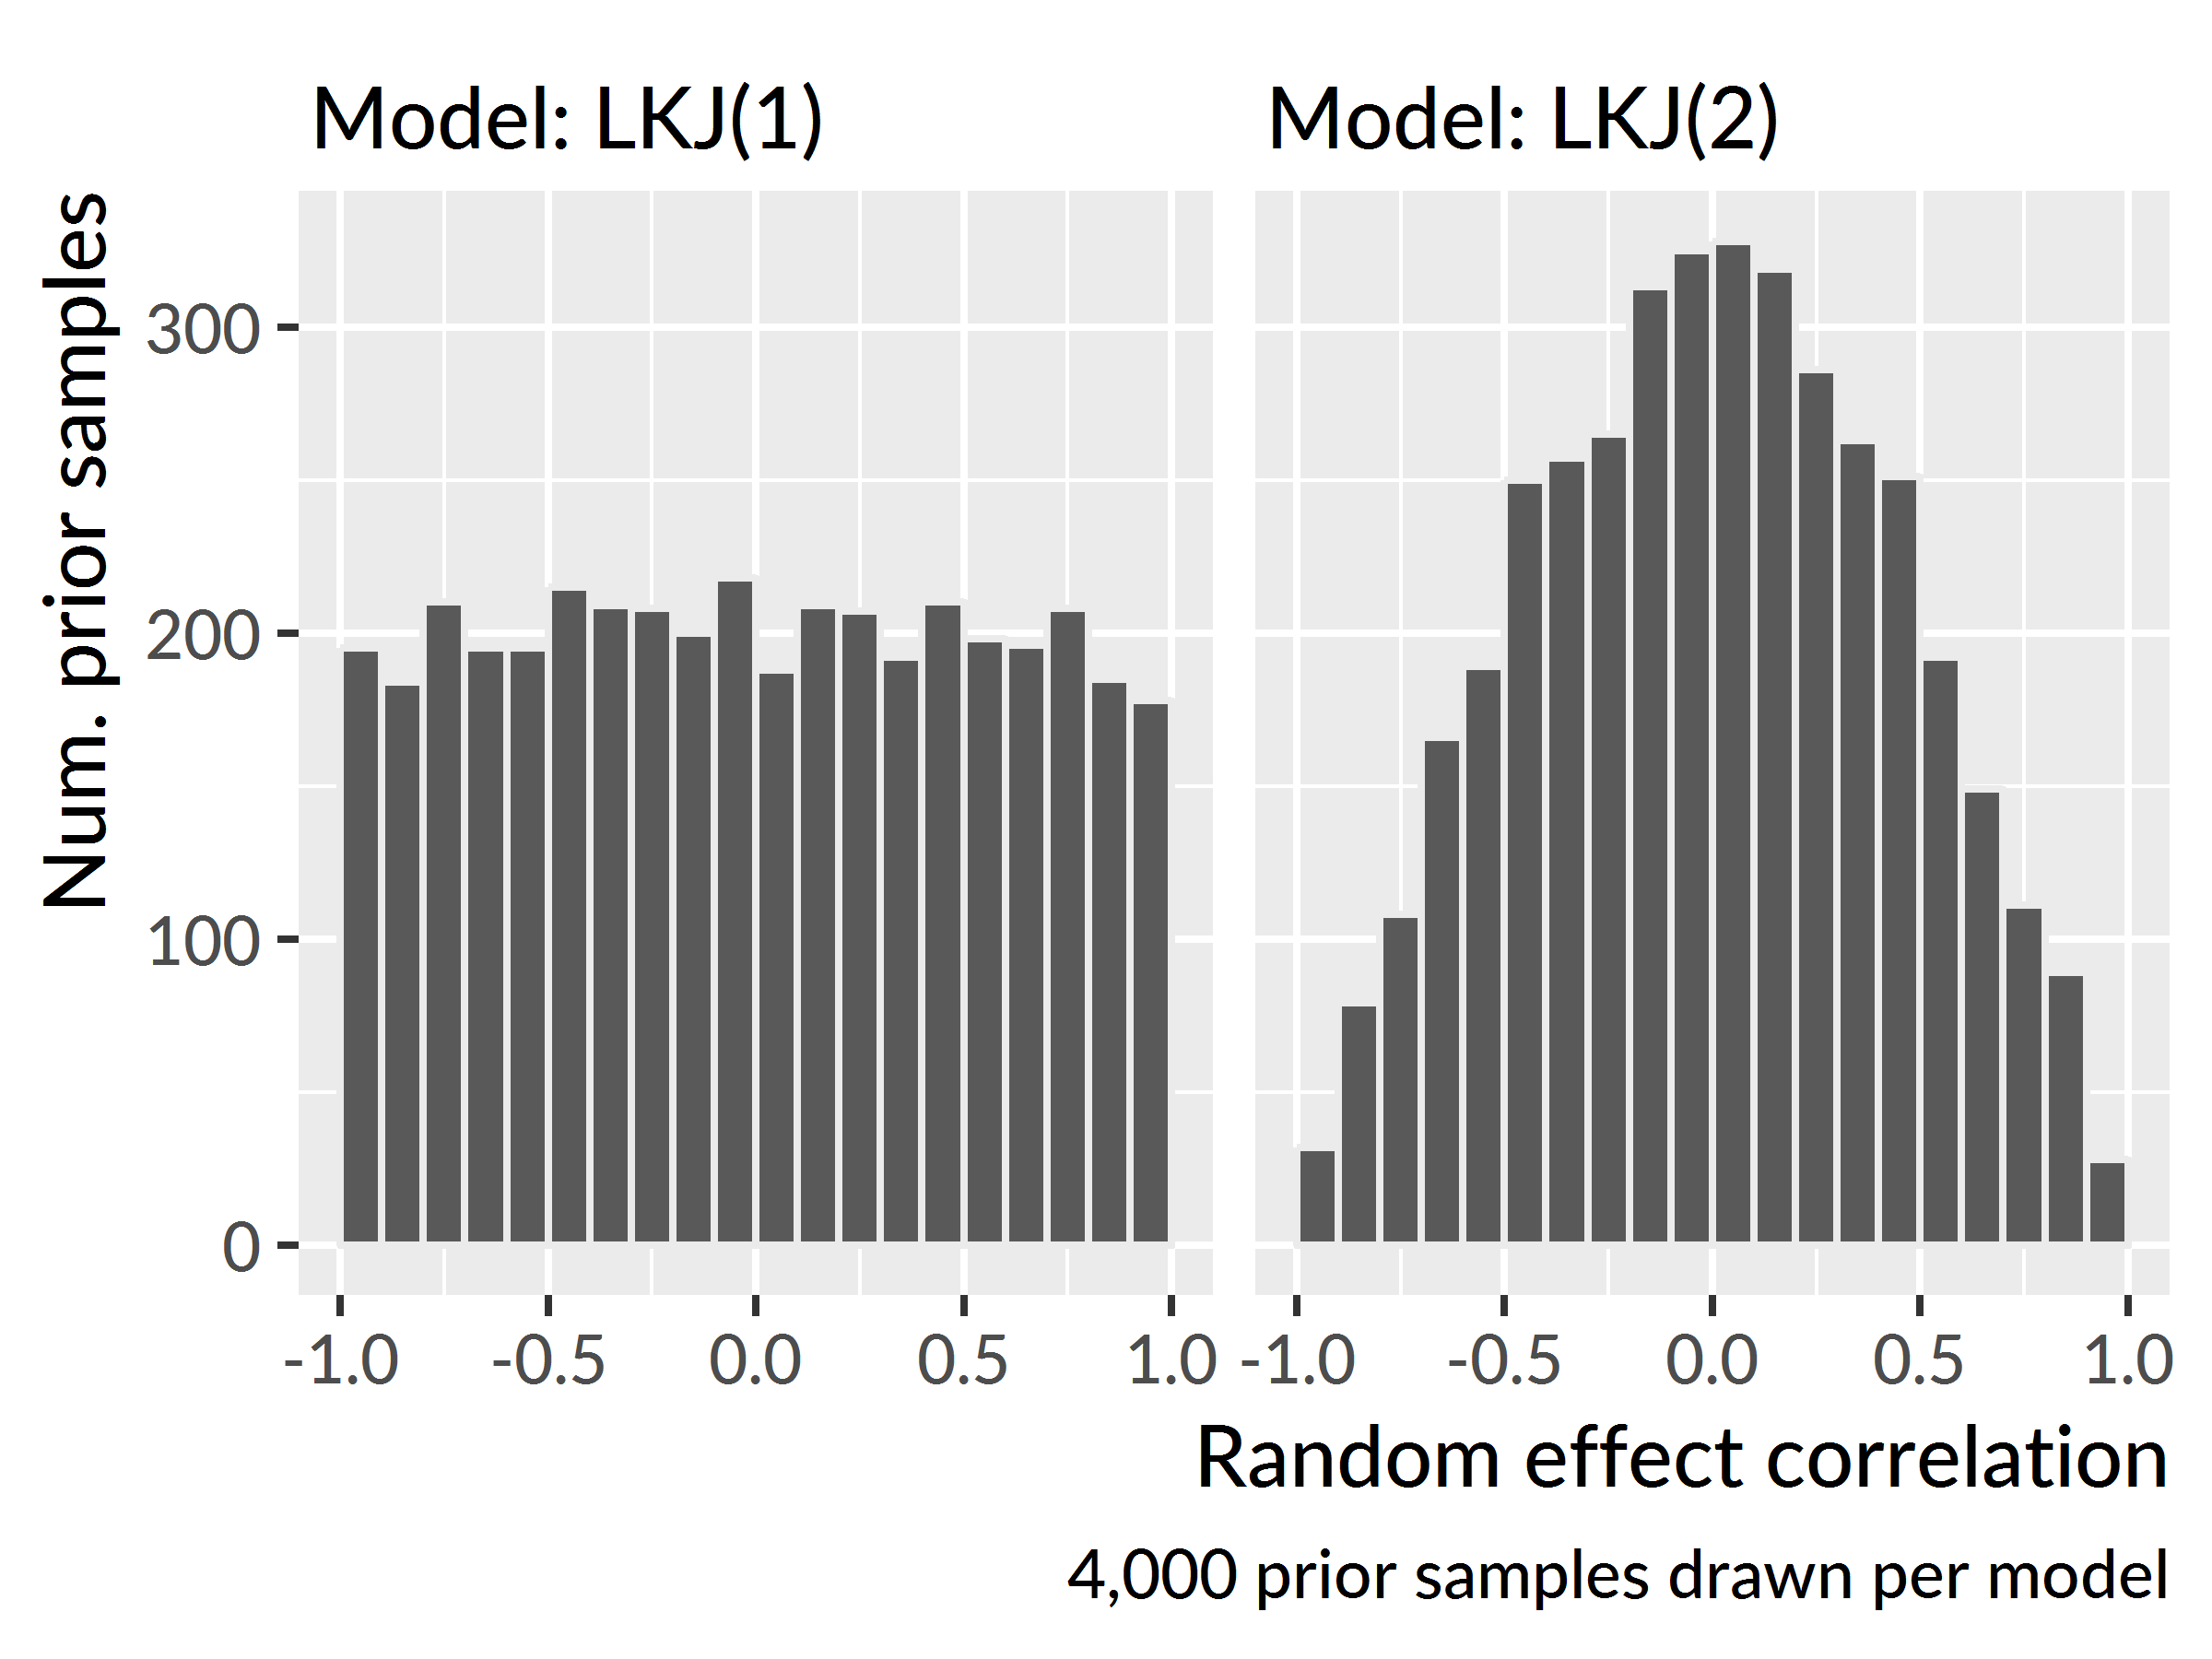 Model: LKJ(1)
Model: LKJ(2)
Num. prior samples
300
200
100
0
-1.0 -0.5 0.0 0.5 1.0
-1.0 -0.5 0.0 0.5 1.0
Random effect correlation
4,000 prior samples drawn per model